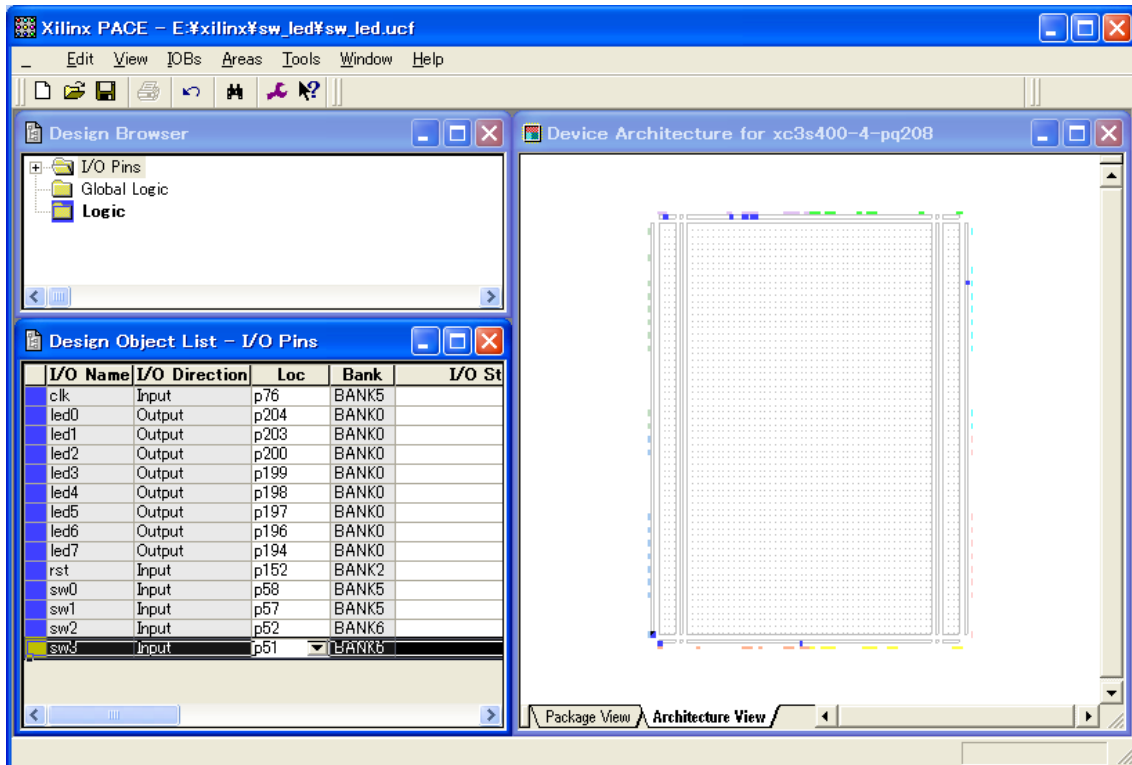 Xilinx PACE - E:¥xilinx¥sw_led¥sw_led.ucf
Edit View IOBs Areas Tools Window Help
Design Browser
I/O Pins
Global Logic
Logic
Design Object List - I/O Pins
I/O Name I/O Direction Loc Bank I/O St
clk Input p76 BANK5
led0 Output p204 BANK0
led1 Output p203 BANK0
led2 Output p200 BANK0
led3 Output p199 BANK0
led4 Output p198 BANK0
led5 Output p197 BANK0
led6 Output p196 BANK0
led7 Output p194 BANK0
rst Input p152 BANK2
sw0 Input p58 BANK5
sw1 Input p57 BANK5
sw2 Input p52 BANK6
sw3 Input p51 BANK6
Device Architecture for xc3s400-4-pq208
Package View Architecture View